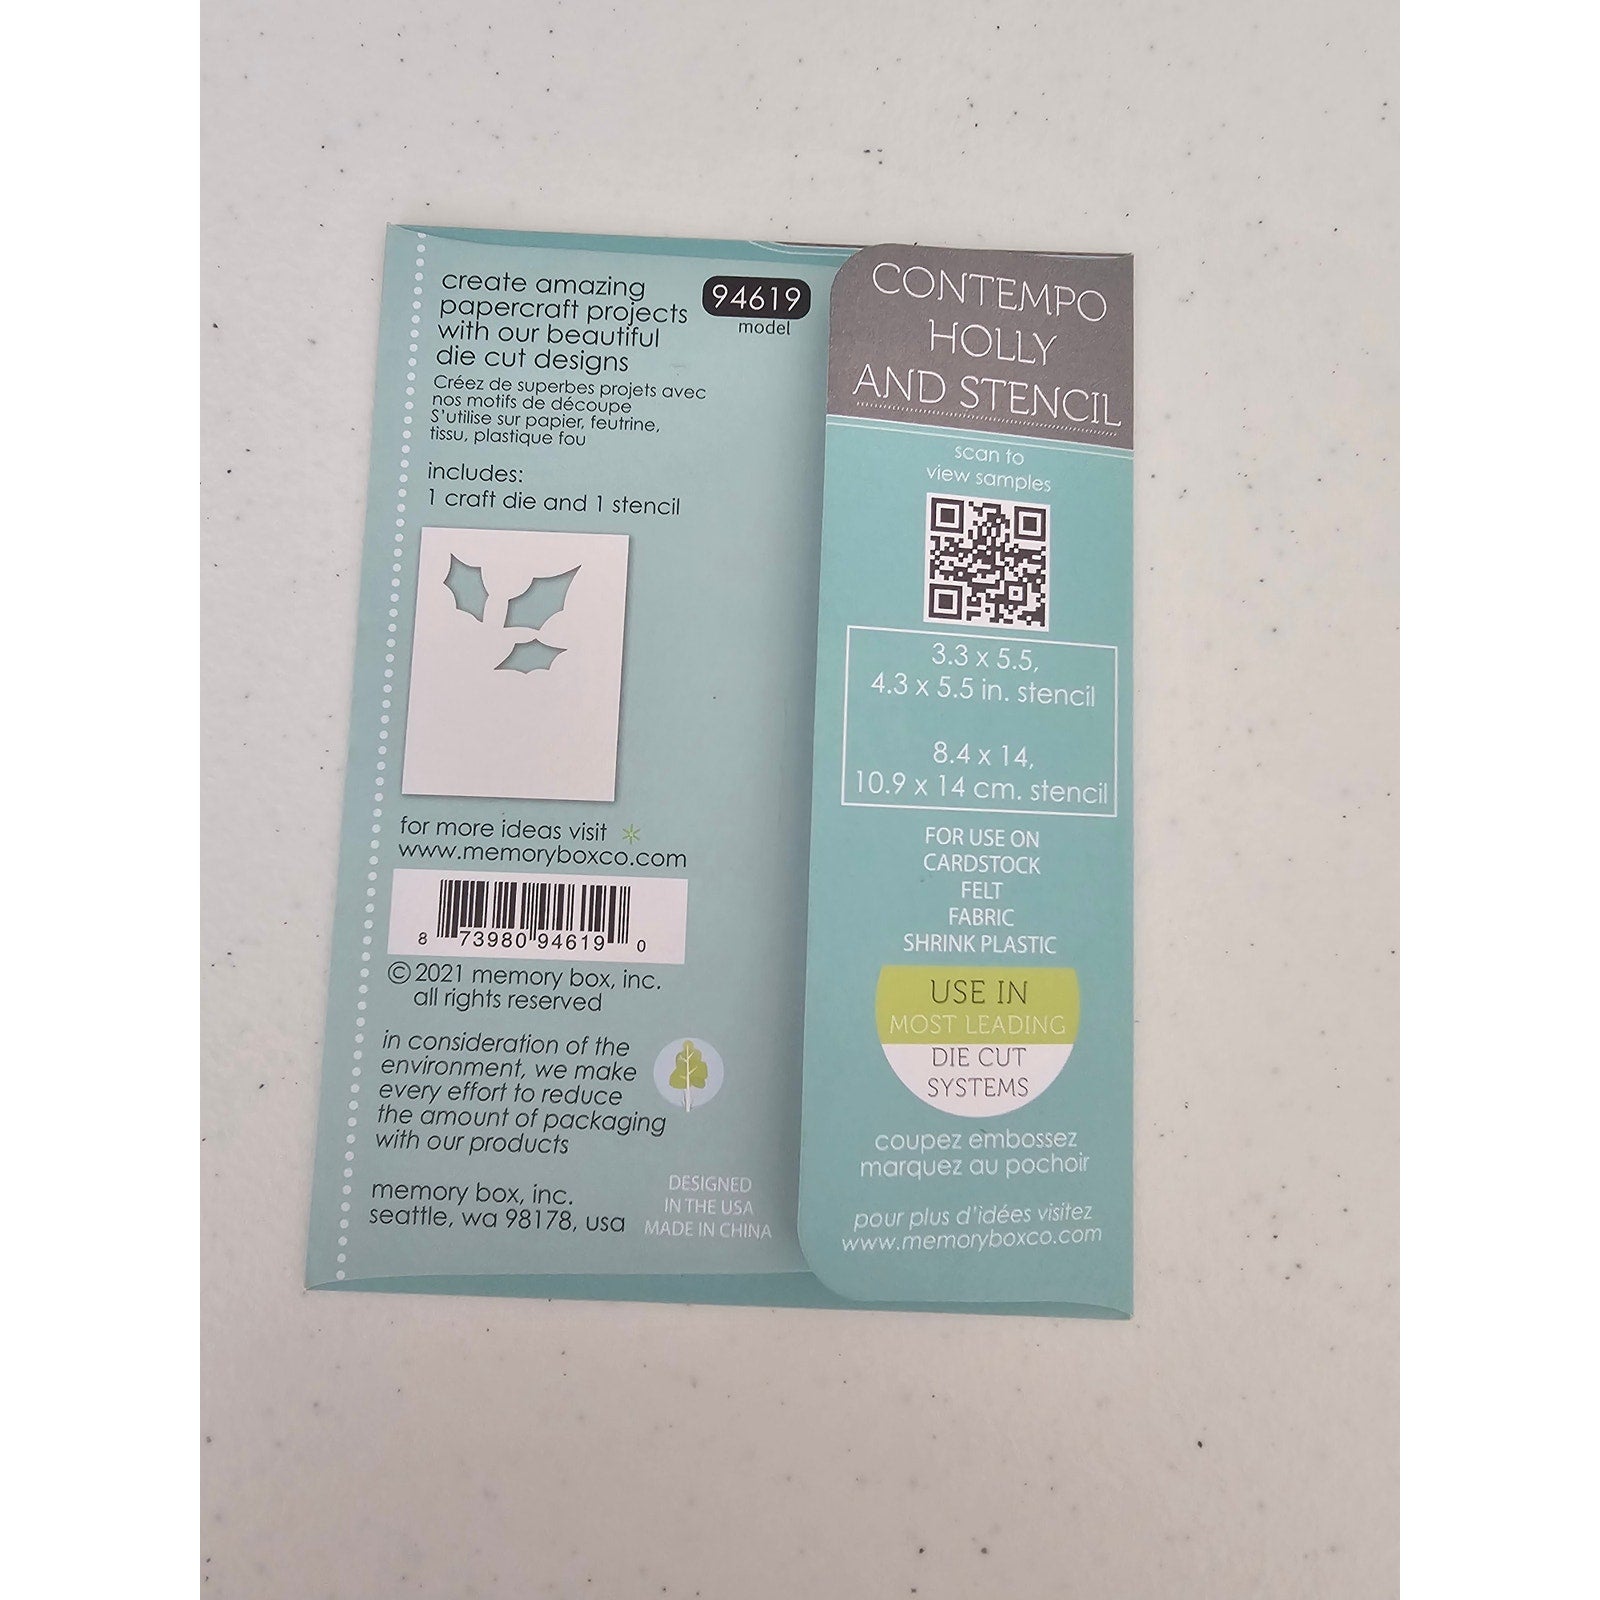 create amazing
papercraft projects
with our beautiful
die cut designs
94619
model
Créez de superbes projets avec
nos motifs de découpe
S'utilise sur papier, feutrine,
tissu, plastique fou
includes:
1 craft die and 1 stencil
for more ideas visit
www.memoryboxco.com
8 73980 94619 0
© 2021 memory box, inc.
all rights reserved
in consideration of the
environment, we make
every effort to reduce
the amount of packaging
with our products
memory box, inc.
seattle, wa 98178, usa
DESIGNED
IN THE USA
MADE IN CHINA
CONTEMPO
HOLLY
AND STENCIL
scan to
view samples
3.3 x 5.5,
4.3 x 5.5 in. stencil
8.4 x 14,
10.9 x 14 cm. stencil
FOR USE ON
CARDSTOCK
FELT
FABRIC
SHRINK PLASTIC
USE IN
MOST LEADING
DIE CUT
SYSTEMS
coupez embossez
marquez au pochoir
pour plus d'idées visitez
www.memoryboxco.com